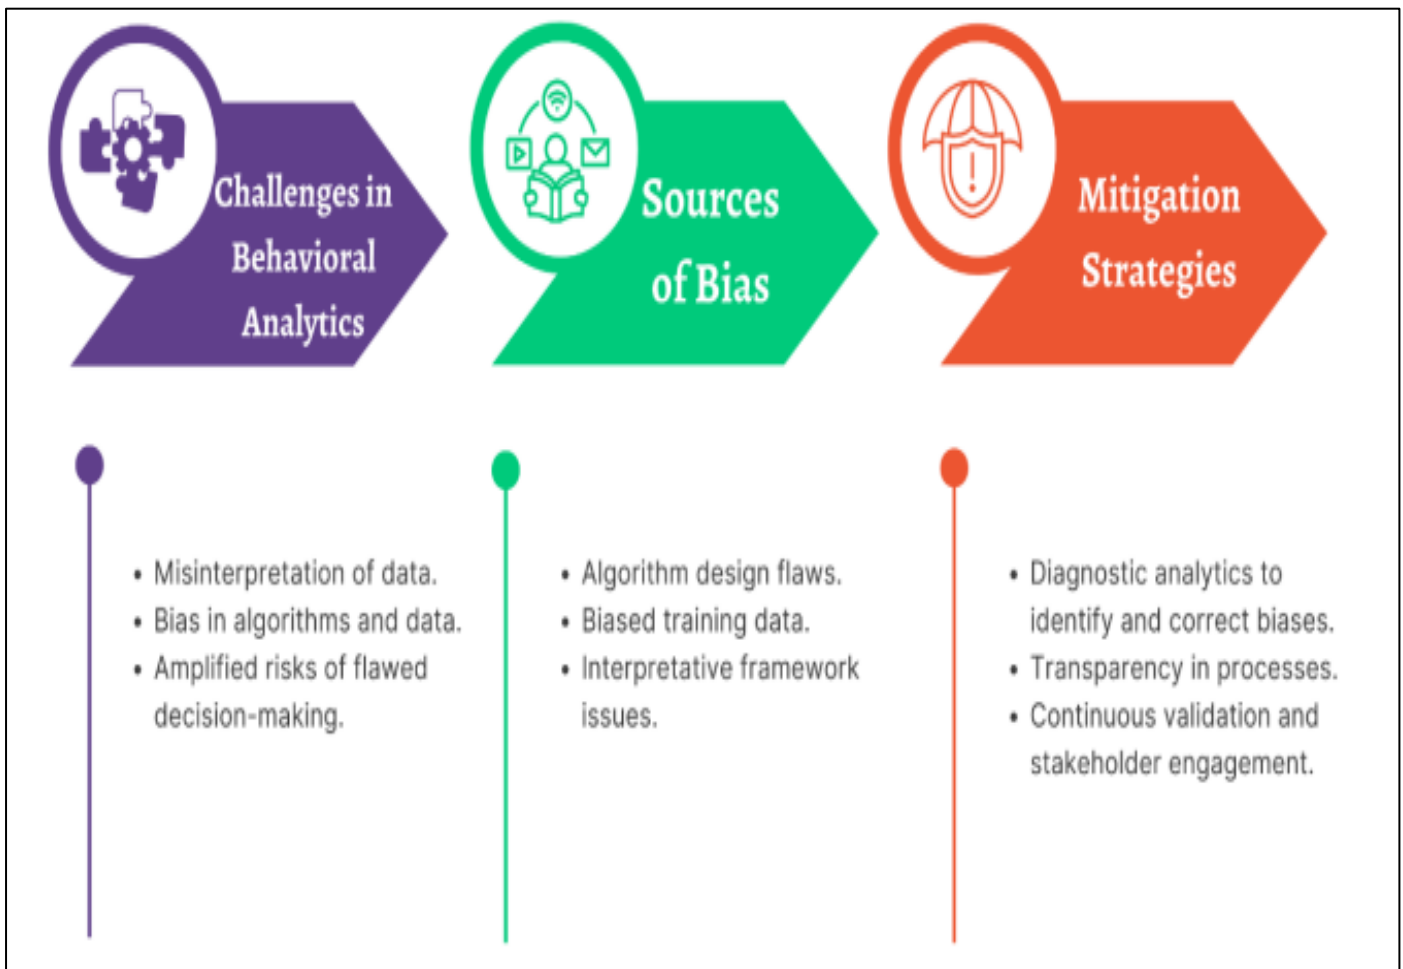 Challenges in
Behavioral
Analytics
Sources
of Bias
Mitigation
Strategies
• Misinterpretation of data.
• Bias in algorithms and data.
• Amplified risks of flawed
decision-making.
• Algorithm design flaws.
• Biased training data.
• Interpretative framework
issues.
• Diagnostic analytics to
identify and correct biases.
• Transparency in processes.
• Continuous validation and
stakeholder engagement.